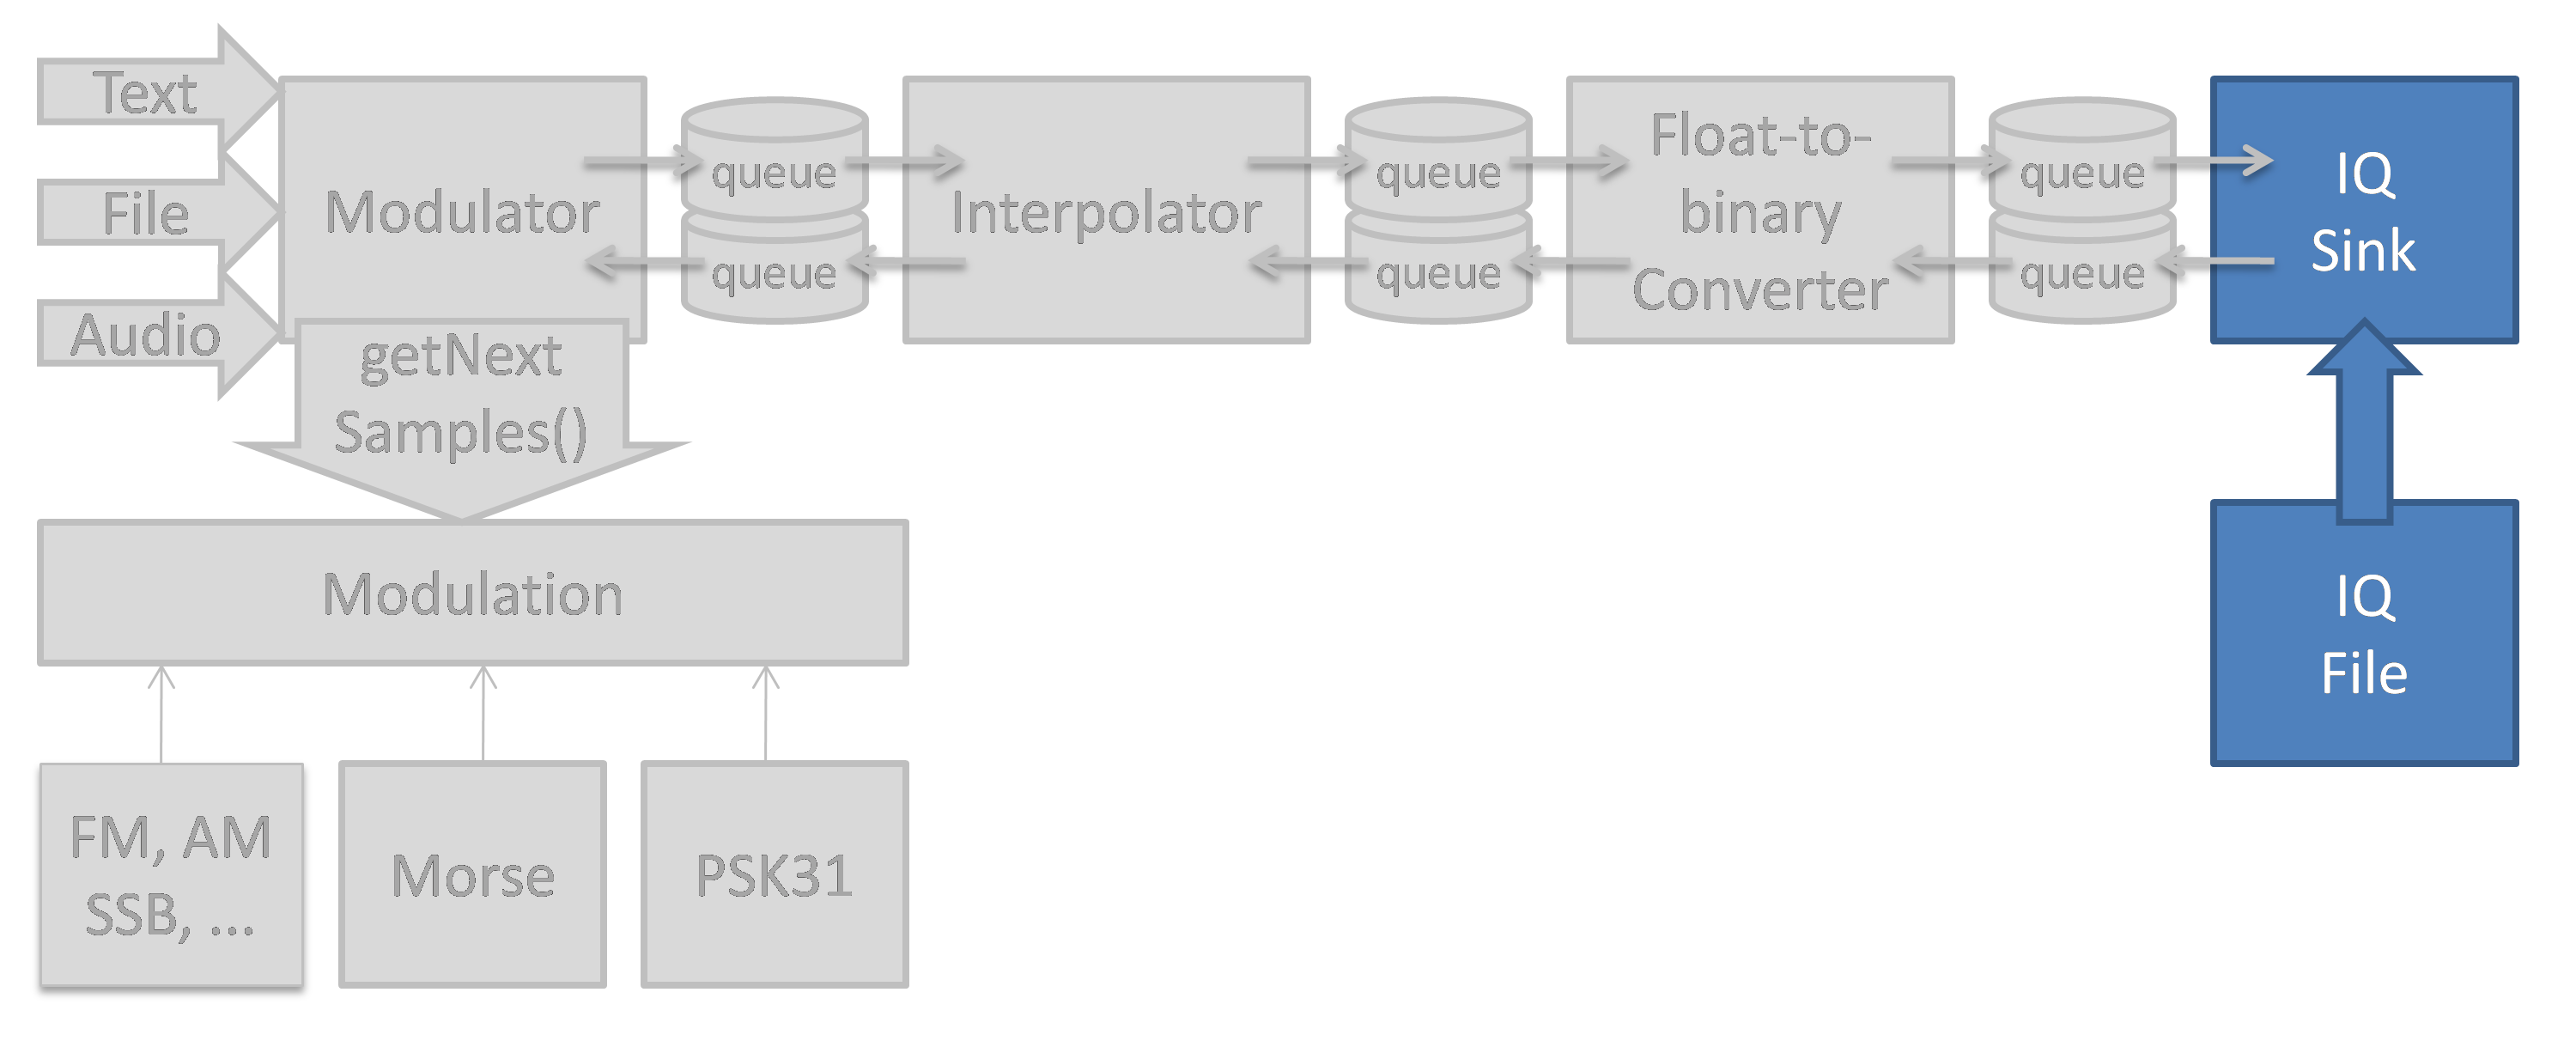 Text
File
Audio
Modulator
getNext
Samples()
queue
queue
Interpolator
queue
queue
Float-to-
binary
Converter
queue
queue
IQ
Sink
Modulation
IQ
File
FM, AM
SSB, ...
Morse
PSK31